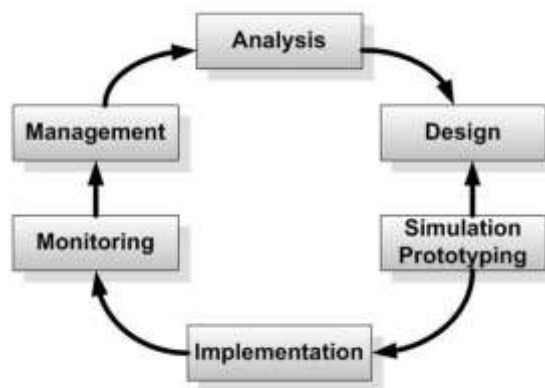 Analysis
Design
Simulation
Prototyping
Implementation
Monitoring
Management